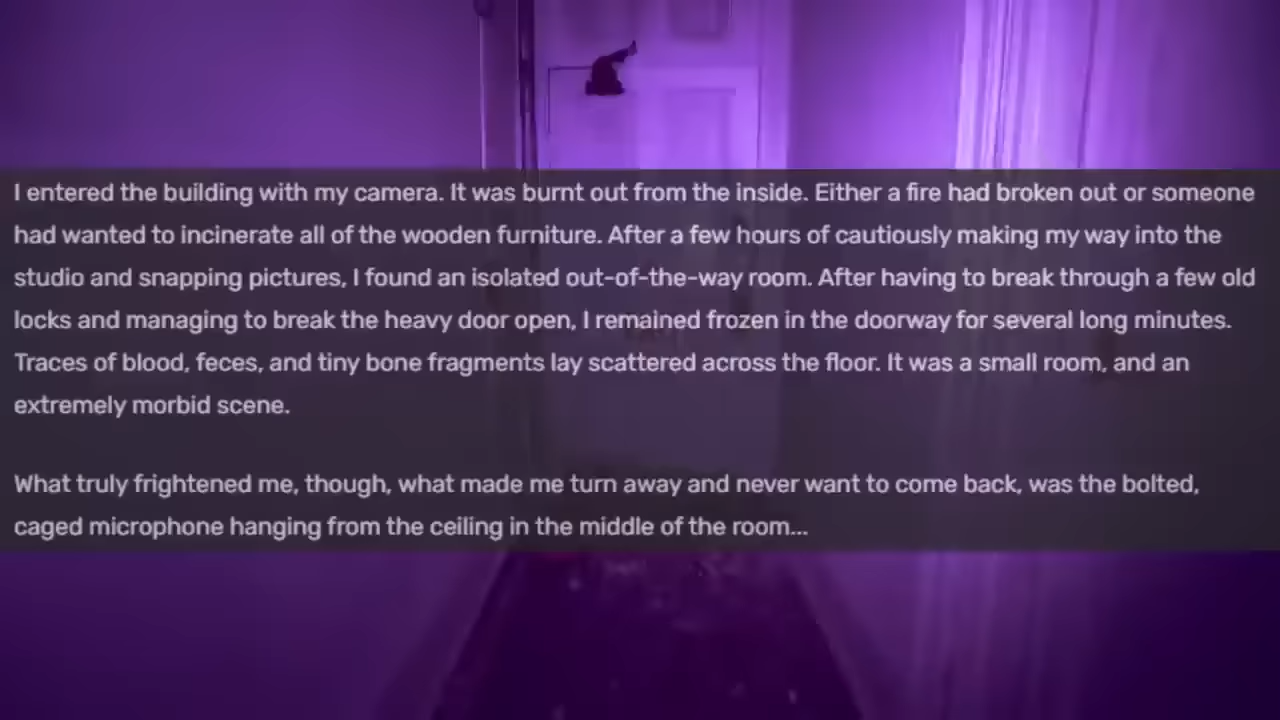 I entered the building with my camera. It was burnt out from the inside. Either a fire had broken out or someone
had wanted to incinerate all of the wooden furniture. After a few hours of cautiously making my way into the
studio and snapping pictures, I found an isolated out-of-the-way room. After having to break through a few old
locks and managing to break the heavy door open, I remained frozen in the doorway for several long minutes.
Traces of blood, feces, and tiny bone fragments lay scattered across the floor. It was a small room, and an
extremely morbid scene.
What truly frightened me, though, what made me turn away and never want to come back, was the bolted,
caged microphone hanging from the ceiling in the middle of the room...